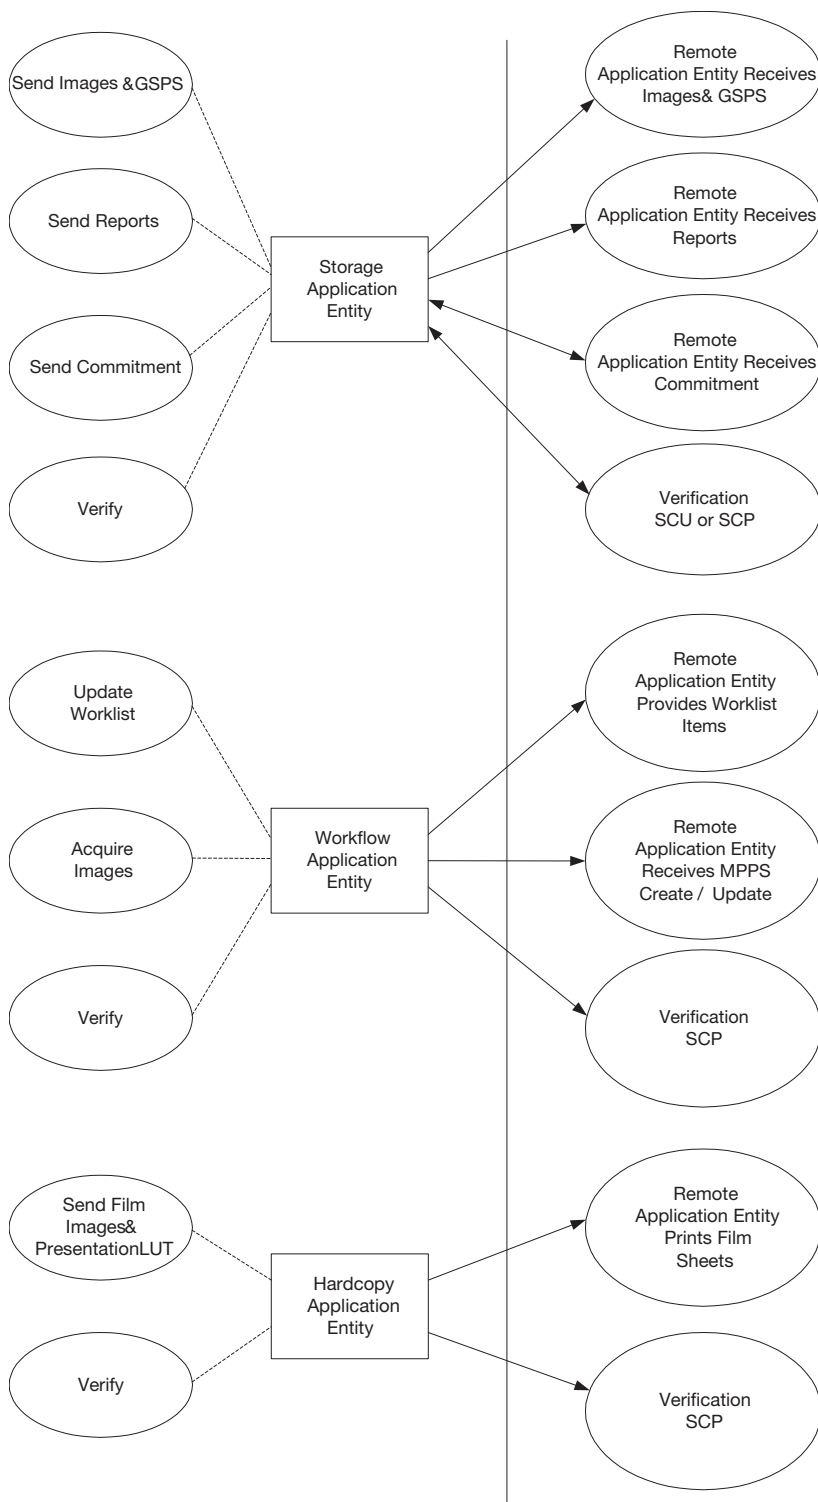 Send Images &GSPS
Remote
Application Entity Receives
Images& GSPS
Send Reports
Remote
Application Entity Receives
Reports
Storage
Application
Entity
Send Commitment
Remote
Application Entity Receives
Commitment
Verify
Verification
SCU or SCP
Update
Worklist
Remote
Application Entity
Provides Worklist
Items
Acquire
Images
Workflow
Application
Entity
Remote
Application Entity
Receives MPPS
Create / Update
Verify
Verification
SCP
Send Film
Images&
PresentationLUT
Remote
Application Entity
Prints Film
Sheets
Hardcopy
Application
Entity
Verify
Verification
SCP